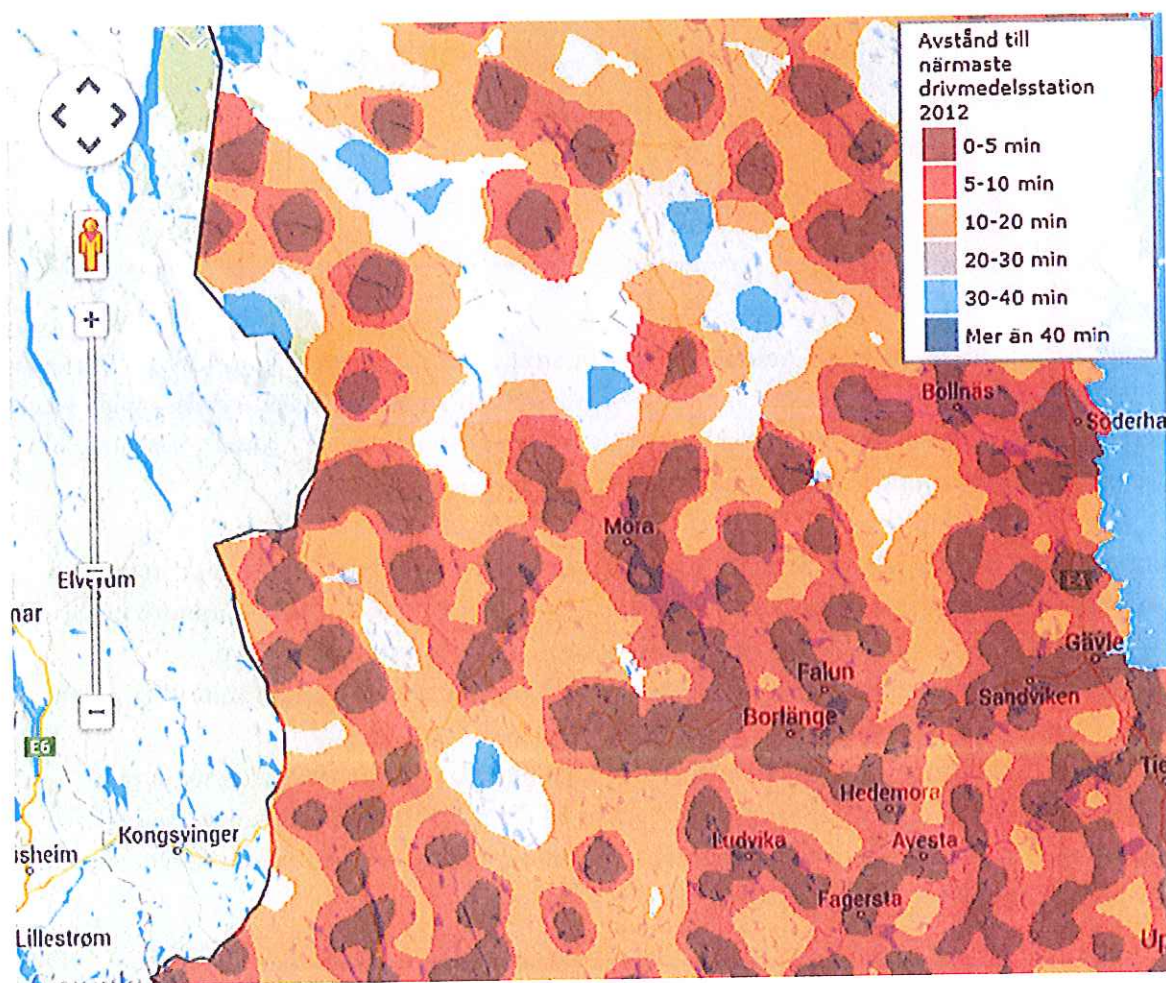 Avstånd till
närmaste
drivmedelsstation
2012
0-5 min
5-10 min
10-20 min
20-30 min
30-40 min
Mer än 40 min
Bollnäs
Söderha
Mora
E4
Gävle
Sandviken
Falun
Borlänge
Tie
Hedemora
Ludvika
Avesta
Fagersta
Up
nar
E6
Kongsvinger
sheim
Lillestrøm